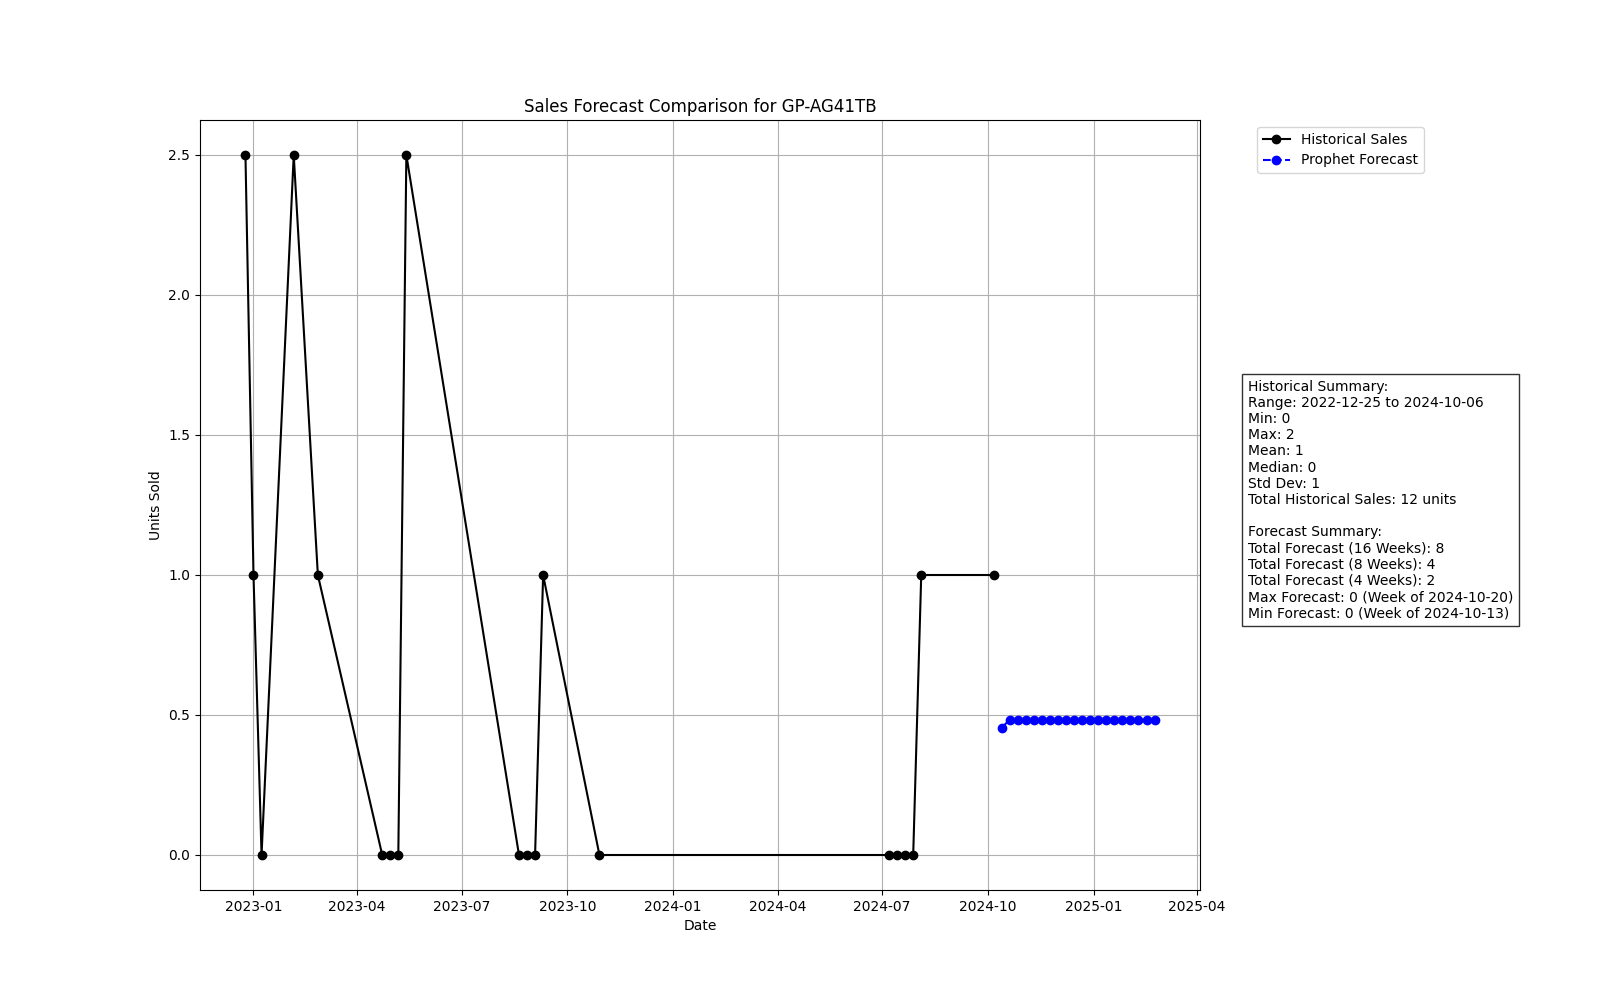 Sales Forecast Comparison for GP-AG41TB
Historical Sales
Prophet Forecast
2.5
2.0
1.5
1.0
0.5
0.0
Units Sold
2023-01
2023-04
2023-07
2023-10
2024-01
2024-04
2024-07
2024-10
2025-01
2025-04
Date
Historical Summary:
Range: 2022-12-25 to 2024-10-06
Min: 0
Max: 2
Mean: 1
Median: 0
Std Dev: 1
Total Historical Sales: 12 units
Forecast Summary:
Total Forecast (16 Weeks): 8
Total Forecast (8 Weeks): 4
Total Forecast (4 Weeks): 2
Max Forecast: 0 (Week of 2024-10-20)
Min Forecast: 0 (Week of 2024-10-13)